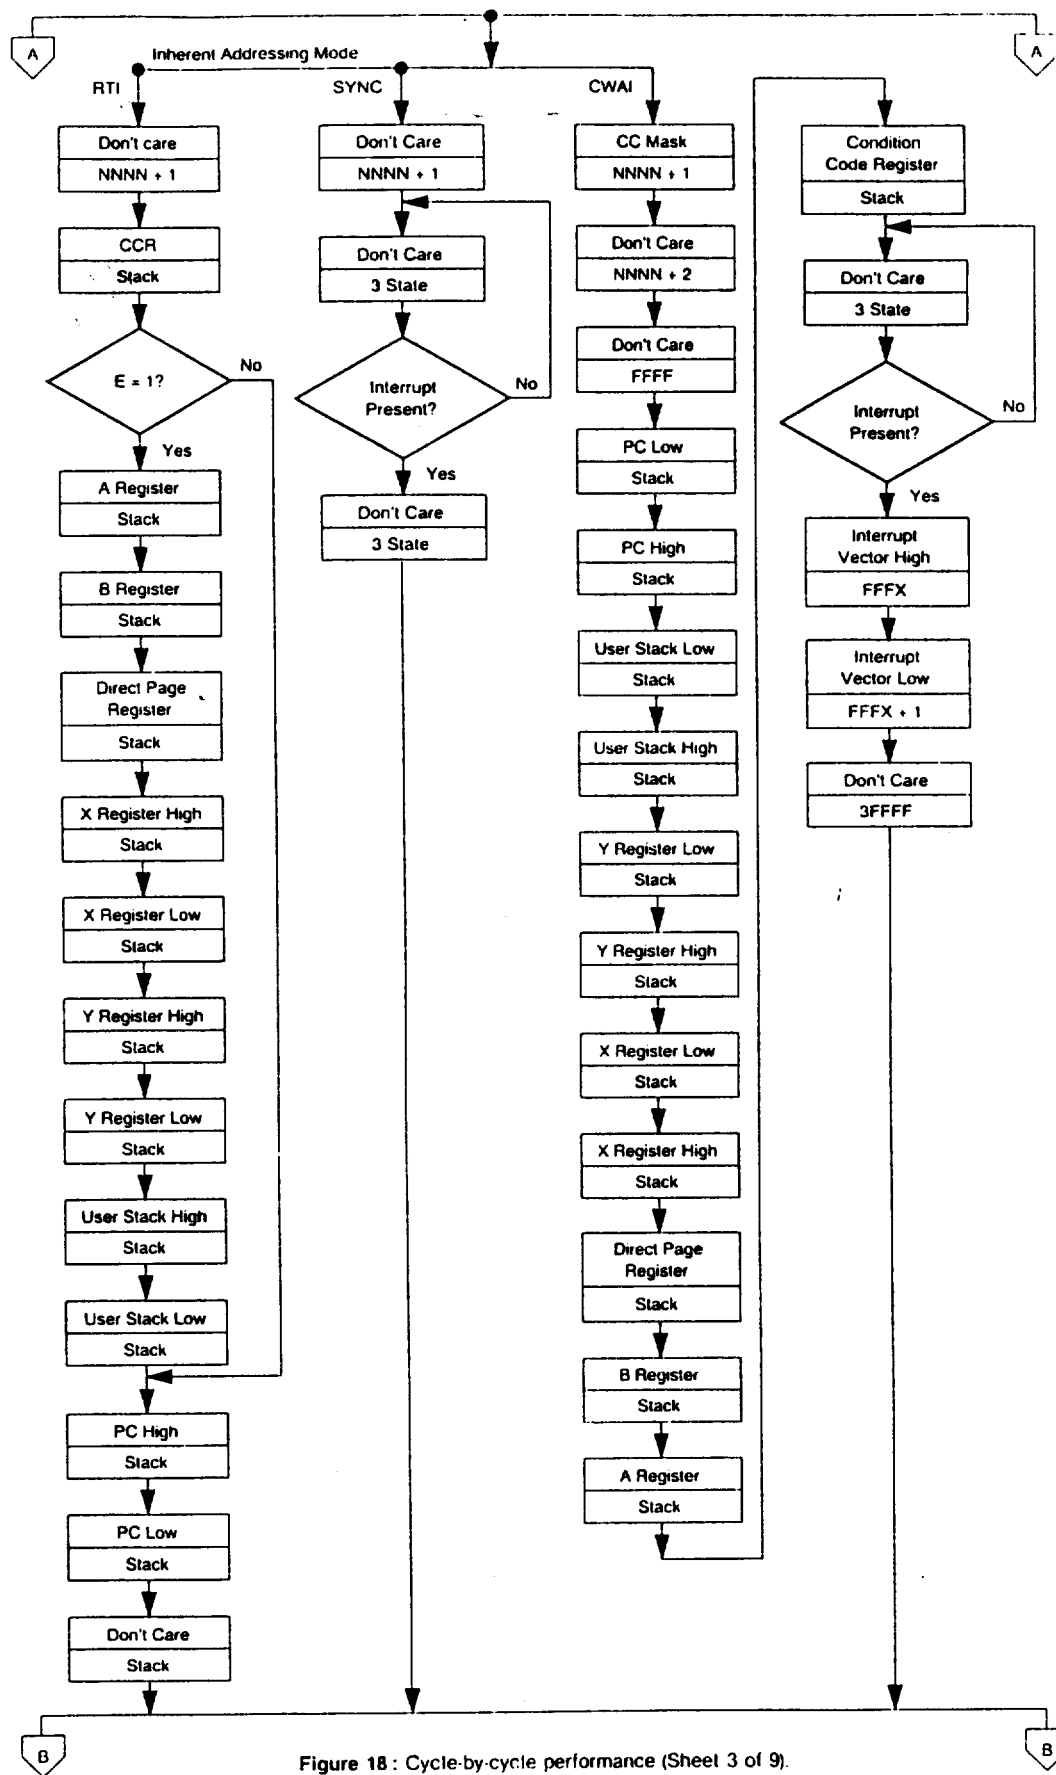 A
A
Inherent Addressing Mode
RTI
Don't care
NNNN + 1
CCR
Stack
E = 1?
No
Yes
A Register
Stack
B Register
Stack
Direct Page
Register
Stack
X Register High
Stack
X Register Low
Stack
Y Register High
Stack
Y Register Low
Stack
User Stack High
Stack
User Stack Low
Stack
PC High
Stack
PC Low
Stack
Don't Care
Stack
SYNC
Don't Care
NNNN + 1
Don't Care
3 State
Interrupt
Present?
No
Yes
Don't Care
3 State
CWAI
CC Mask
NNNN + 1
Don't Care
NNNN + 2
Don't Care
FFFF
PC Low
Stack
PC High
Stack
User Stack Low
Stack
User Stack High
Stack
Y Register Low
Stack
Y Register High
Stack
X Register Low
Stack
X Register High
Stack
Direct Page
Register
Stack
B Register
Stack
A Register
Stack
Condition
Code Register
Stack
Don't Care
3 State
Interrupt
Present?
No
Yes
Interrupt
Vector High
FFFX
Interrupt
Vector Low
FFFX + 1
Don't Care
3FFFF
B
B
Figure 18 : Cycle-by-cycle performance (Sheet 3 of 9).